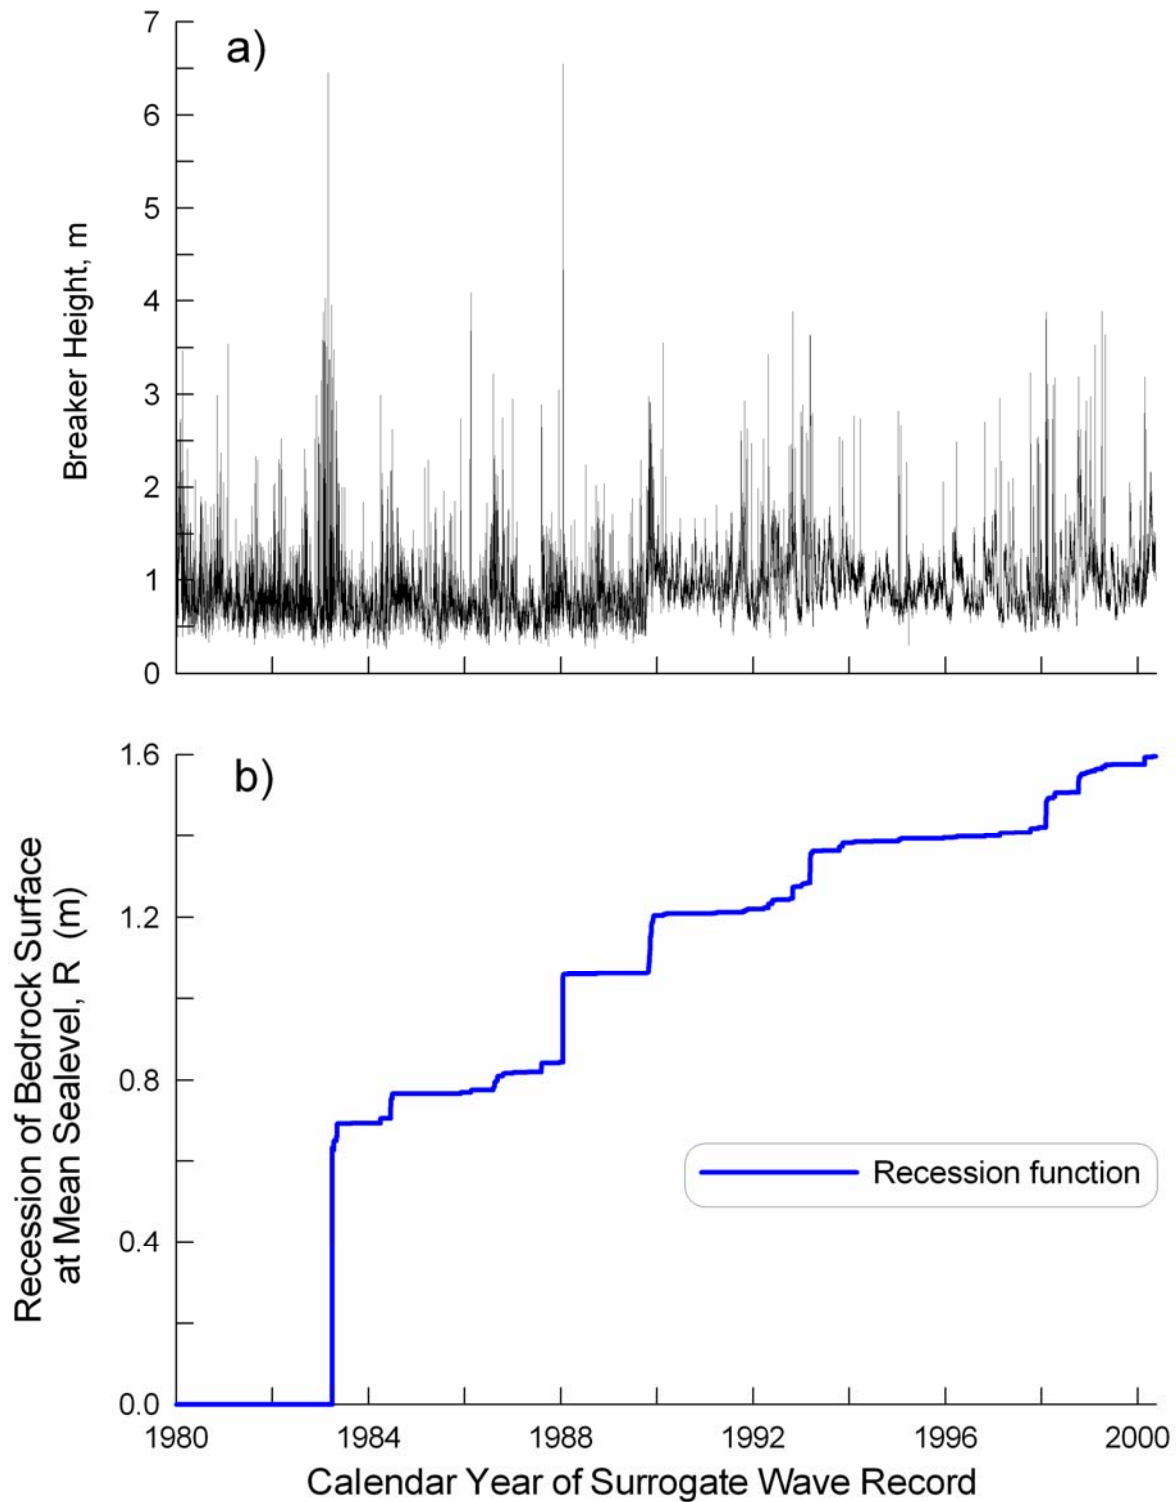 a)
7
6
5
4
3
2
1
0
Breaker Height, m
b)
1.6
1.2
0.8
0.4
0.0
Recession of Bedrock Surface
at Mean Sealevel, R (m)
Recession function
1980 1984 1988 1992 1996 2000
Calendar Year of Surrogate Wave Record